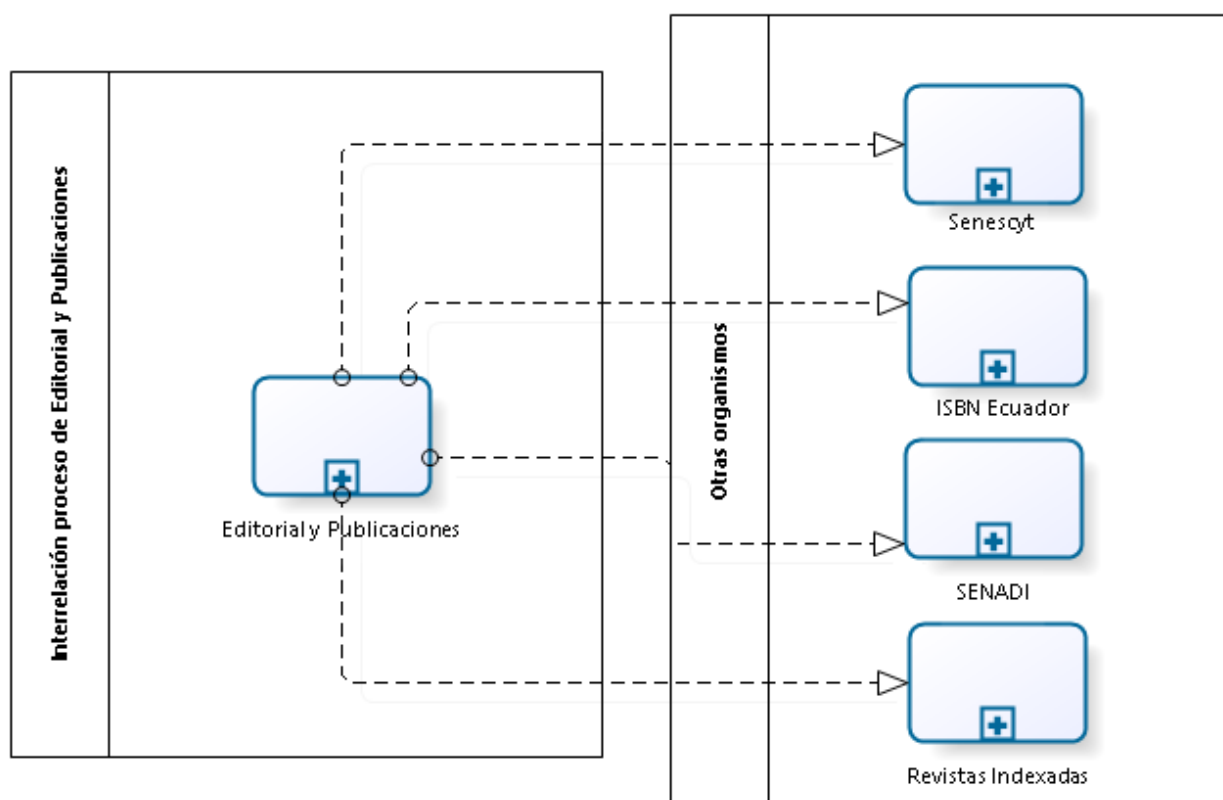 Interrelación proceso de Editorial y Publicaciones
Editorial y Publicaciones
Otras organismos
Senescyt
ISBN Ecuador
SENADI
Revistas Indexadas